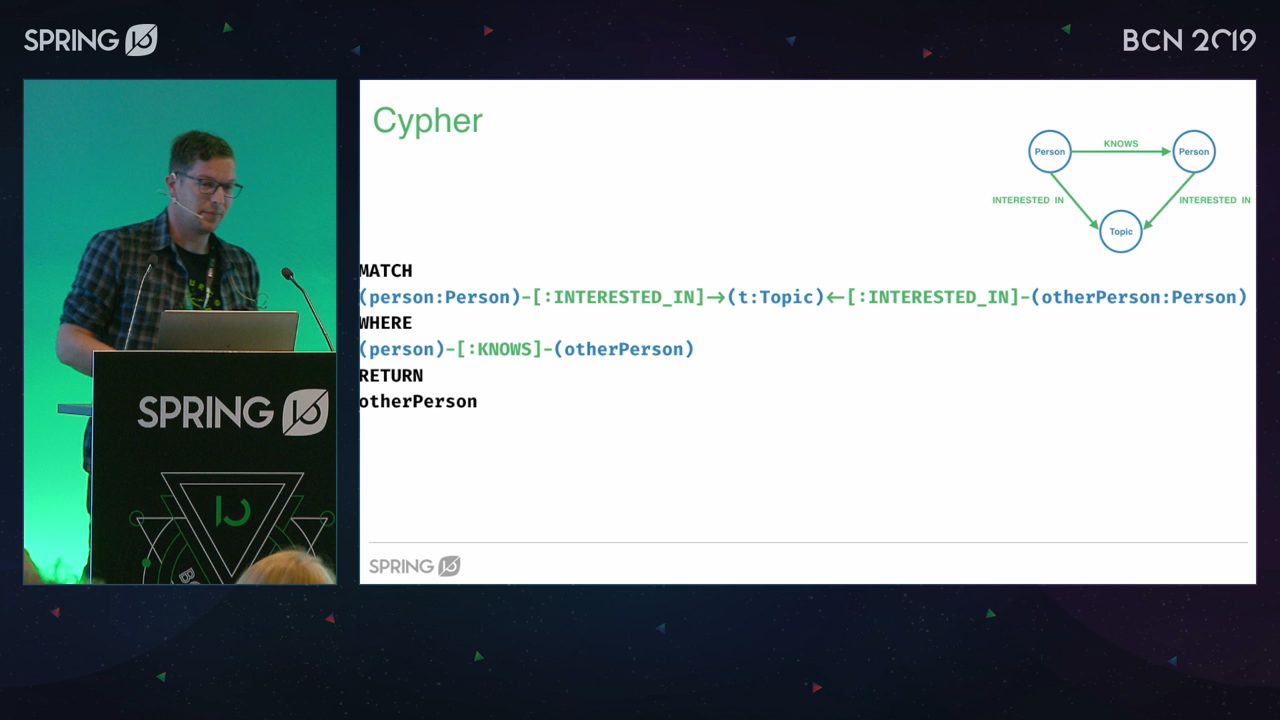 SPRING IO
BCN 2019
Cypher
Person
KNOWS
Person
INTERESTED IN
INTERESTED IN
Topic
MATCH
(person:Person)-[:INTERESTED_IN]→(t:Topic)←[:INTERESTED_IN]-(otherPerson:Person)
WHERE
(person)-[:KNOWS]-(otherPerson)
RETURN
otherPerson
SPRING IO
IO
SPRING IO